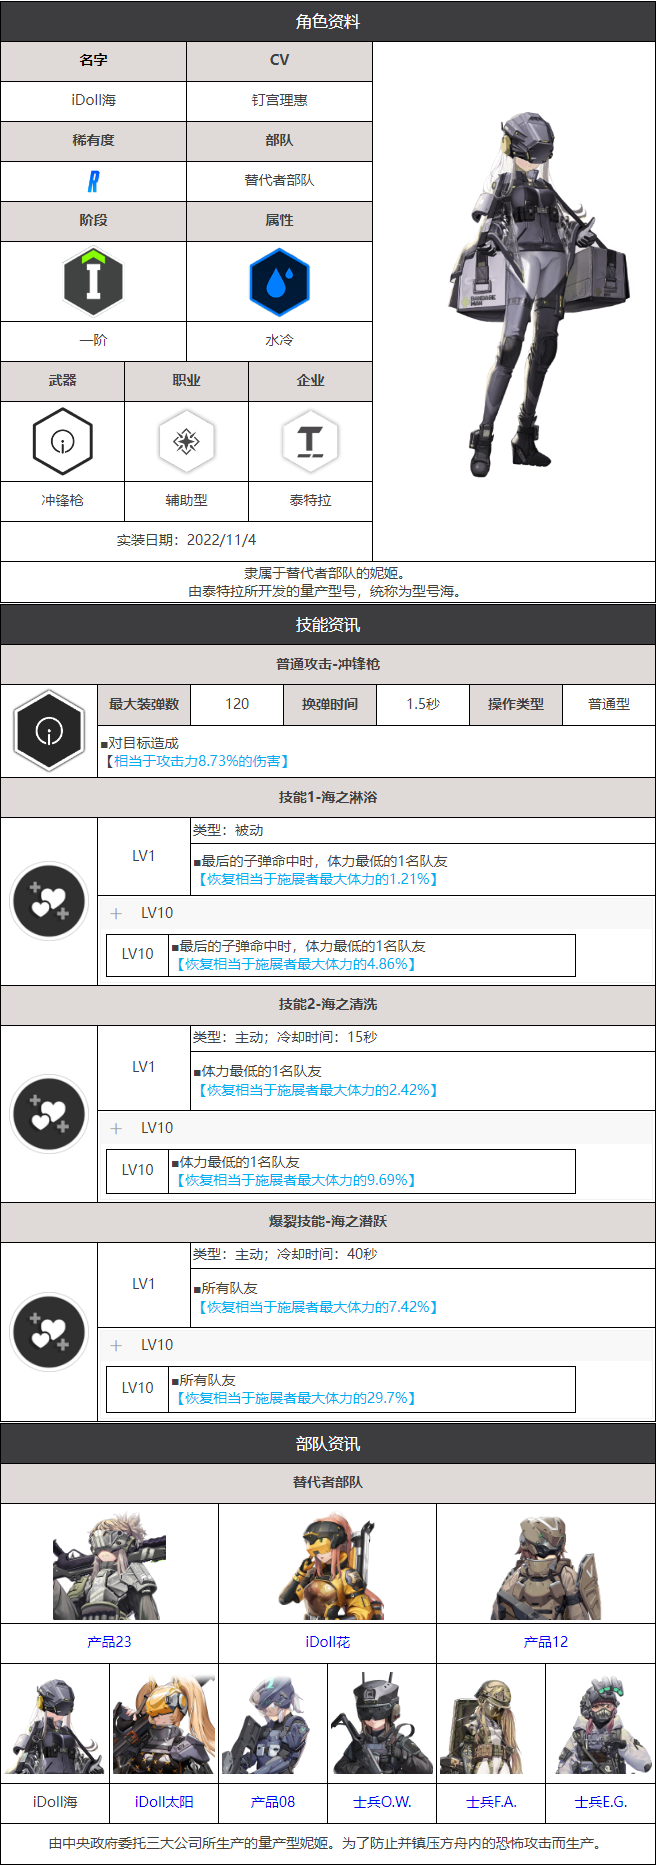 角色资料
名字
CV
iDoll海
钉宫理惠
稀有度
部队
R
替代者部队
阶段
属性
I
一阶
水冷
BANDAGE
MAN
武器
职业
企业
T
冲锋枪
辅助型
泰特拉
实装日期：2022/11/4
隶属于替代者部队的妮姬。
由泰特拉所开发的量产型号，统称为型号海。
技能资讯
普通攻击-冲锋枪
最大装弹数
120
换弹时间
1.5秒
操作类型
普通型
■对目标造成
【相当于攻击力8.73%的伤害】
技能1-海之淋浴
LV1
类型：被动
■最后的子弹命中时，体力最低的1名队友
【恢复相当于施展者最大体力的1.21%】
+ LV10
LV10
■最后的子弹命中时，体力最低的1名队友
【恢复相当于施展者最大体力的4.86%】
技能2-海之清洗
LV1
类型：主动；冷却时间：15秒
■体力最低的1名队友
【恢复相当于施展者最大体力的2.42%】
+ LV10
LV10
■体力最低的1名队友
【恢复相当于施展者最大体力的9.69%】
爆裂技能-海之潜跃
LV1
类型：主动；冷却时间：40秒
■所有队友
【恢复相当于施展者最大体力的7.42%】
+ LV10
LV10
■所有队友
【恢复相当于施展者最大体力的29.7%】
部队资讯
替代者部队
产品23
iDoll花
产品12
iDoll海
iDoll太阳
产品08
士兵O.W.
士兵F.A.
士兵E.G.
由中央政府委托三大公司所生产的量产型妮姬。为了防止并镇压方舟内的恐怖攻击而生产。